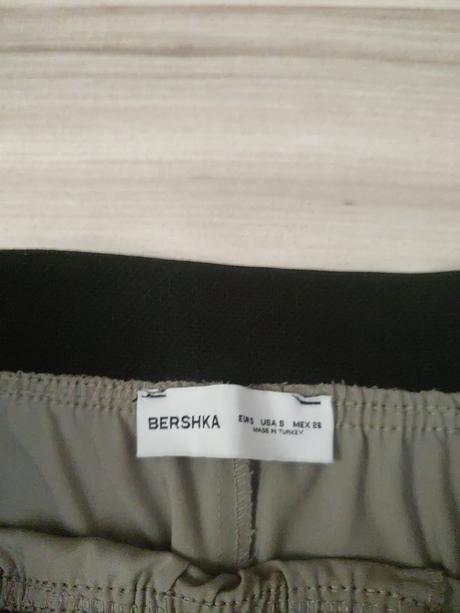 BERSHKA EUR S USA S MEX 26
MADE IN TURKEY